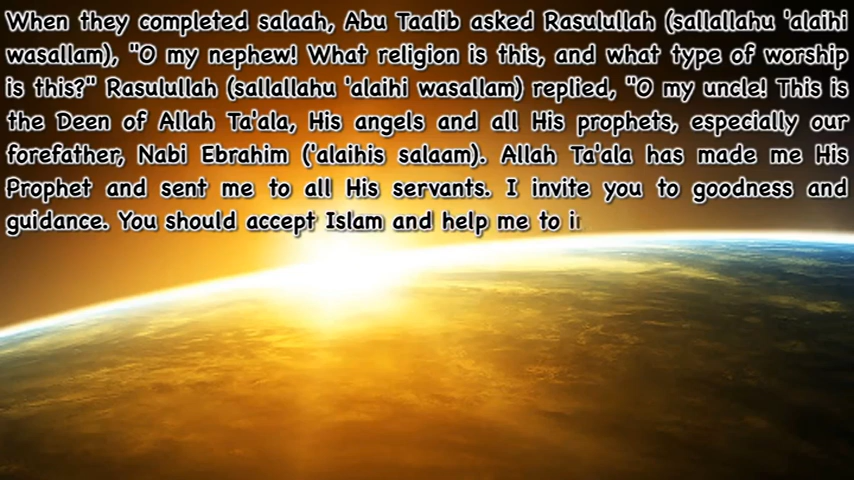 When they completed salaah, Abu Taalib asked Rasulullah (sallallahu 'alaihi
wasallam), "O my nephew! What religion is this, and what type of worship
is this?" Rasulullah (sallallahu 'alaihi wasallam) replied, "O my uncle! This is
the Deen of Allah Ta'ala, His angels and all His prophets, especially our
forefather, Nabi Ebrahim ('alaihis salaam). Allah Ta'ala has made me His
Prophet and sent me to all His servants. I invite you to goodness and
guidance. You should accept Islam and help me to